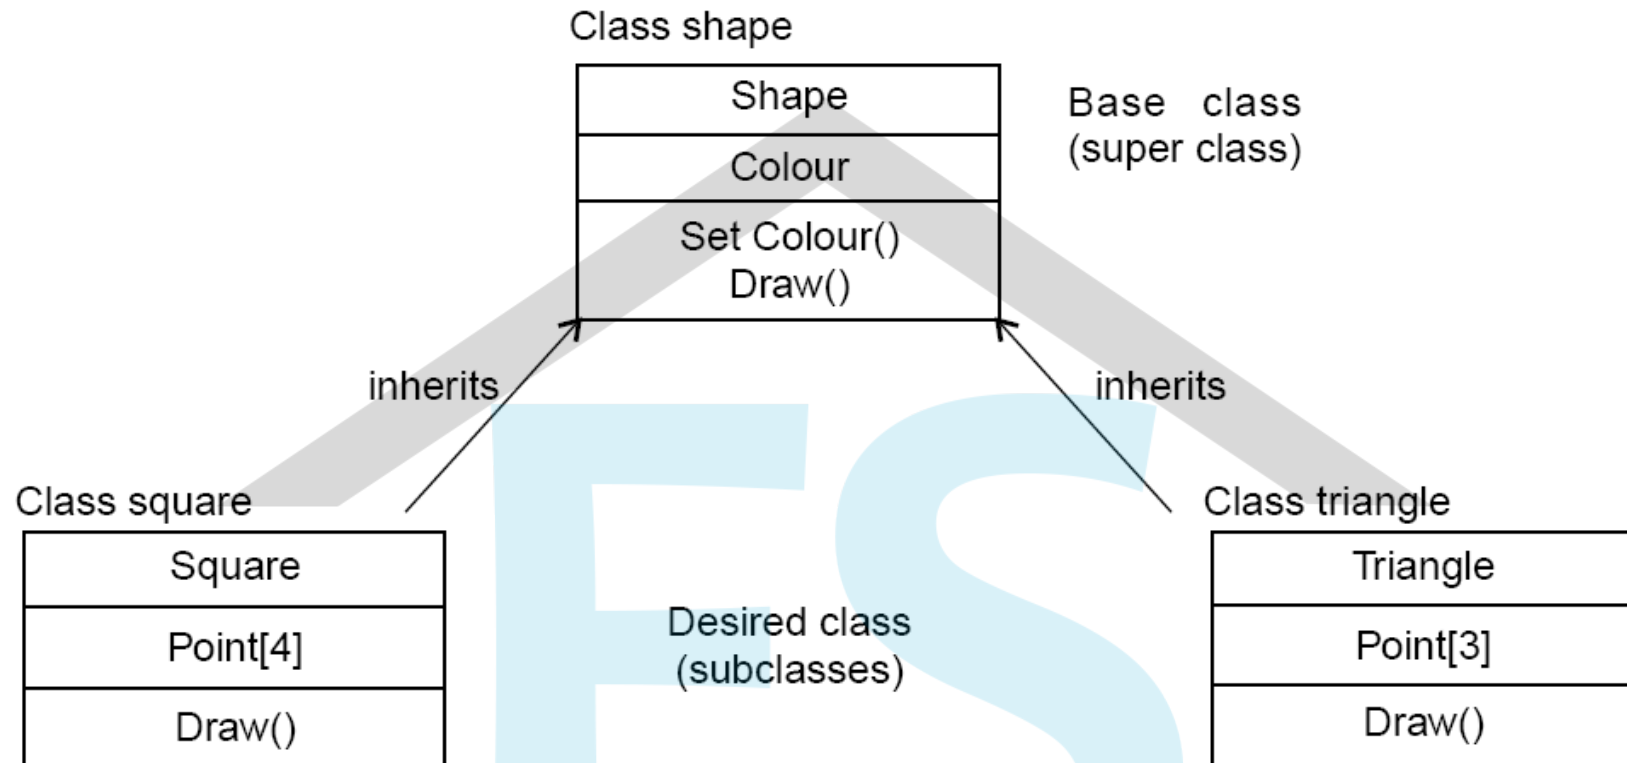 Class shape
Shape
Base class
(super class)
Colour
Set Colour()
Draw()
inherits
inherits
Class square
Class triangle
Square
Triangle
Point[4]
Desired class
(subclasses)
Point[3]
Draw()
Draw()
ES